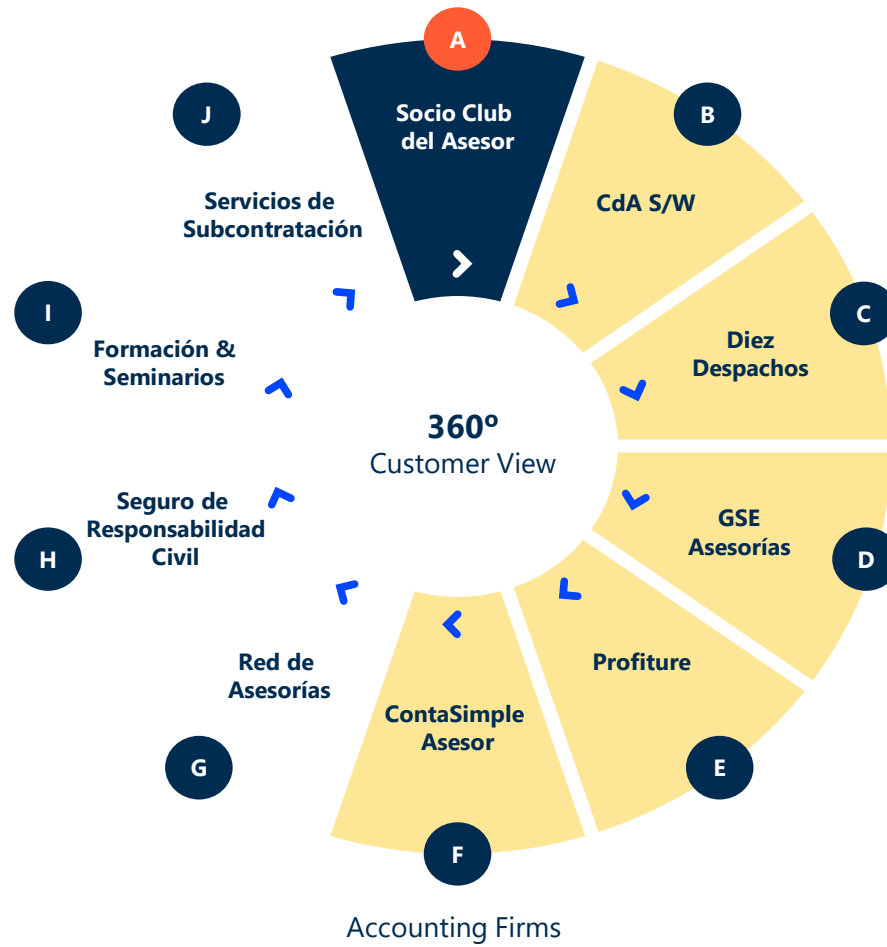 A
Socio Club
del Asesor
B
CdA S/W
C
Diez
Despachos
D
GSE
Asesorías
E
Profiture
F
ContaSimple
Asesor
G
Red de
Asesorías
H
Seguro de
Responsabilidad
Civil
I
Formación &
Seminarios
J
Servicios de
Subcontratación
360º
Customer View
Accounting Firms